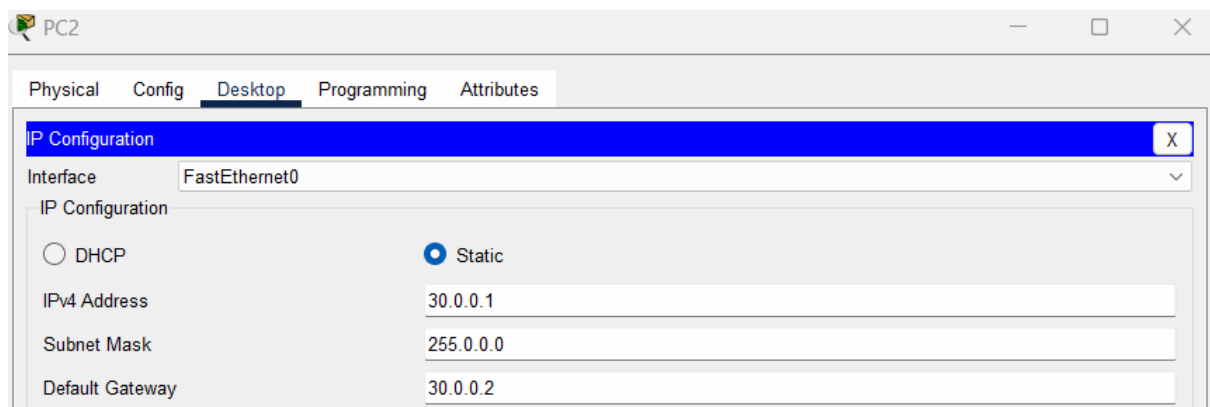 PC2
Physical Config Desktop Programming Attributes
IP Configuration X
Interface FastEthernet0
IP Configuration
DHCP Static
IPv4 Address 30.0.0.1
Subnet Mask 255.0.0.0
Default Gateway 30.0.0.2